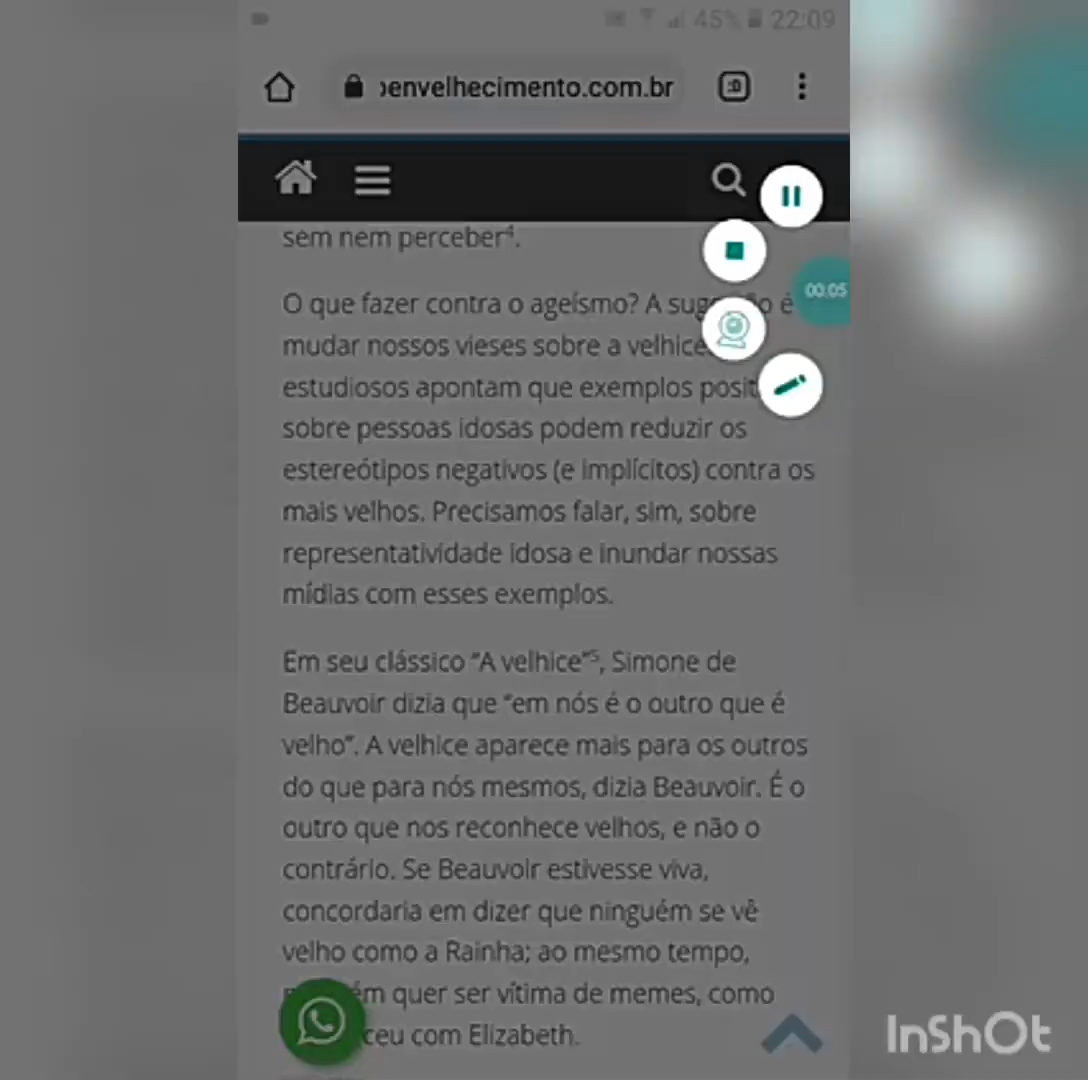 45% 22:09
envelhecimento.com.br
:D
sem nem perceber⁴.
00:05
O que fazer contra o ageísmo? A é
mudar nossos vieses sobre a velhice
estudiosos apontam que exemplos
sobre pessoas idosas podem reduzir os
estereótipos negativos (e implícitos) contra os
mais velhos. Precisamos falar, sim, sobre
representatividade idosa e inundar nossas
mídias com esses exemplos.
Em seu clássico “A velhice”⁵, Simone de
Beauvoir dizia que “em nós é o outro que é
velho”. A velhice aparece mais para os outros
do que para nós mesmos, dizia Beauvoir. É o
outro que nos reconhece velhos, e não o
contrário. Se Beauvoir estivesse viva,
concordaria em dizer que ninguém se vê
velho como a Rainha; ao mesmo tempo,
quer ser vítima de memes, como
com Elizabeth.
InShOt